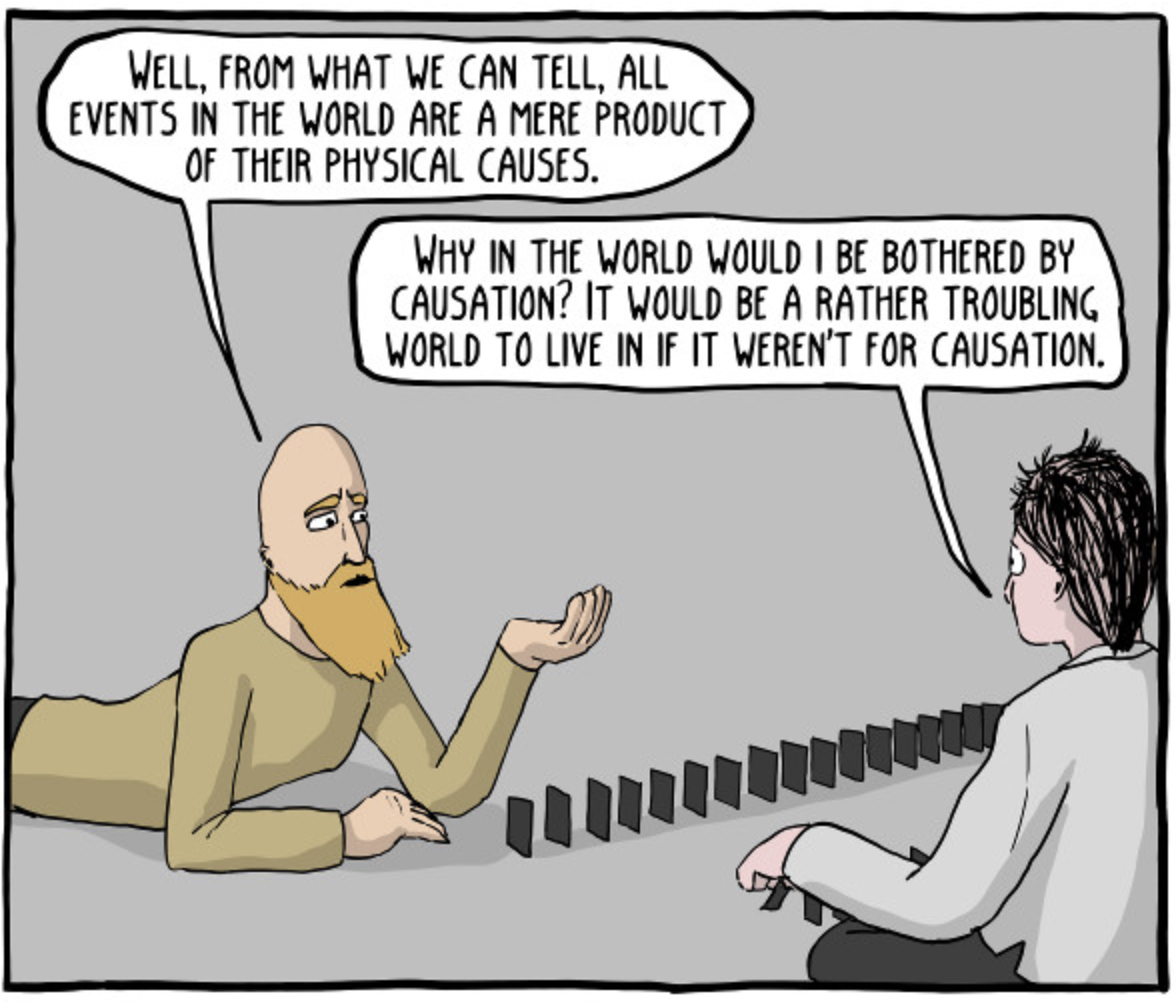 WELL, FROM WHAT WE CAN TELL, ALL
EVENTS IN THE WORLD ARE A MERE PRODUCT
OF THEIR PHYSICAL CAUSES.
WHY IN THE WORLD WOULD I BE BOTHERED BY
CAUSATION? IT WOULD BE A RATHER TROUBLING
WORLD TO LIVE IN IF IT WEREN'T FOR CAUSATION.